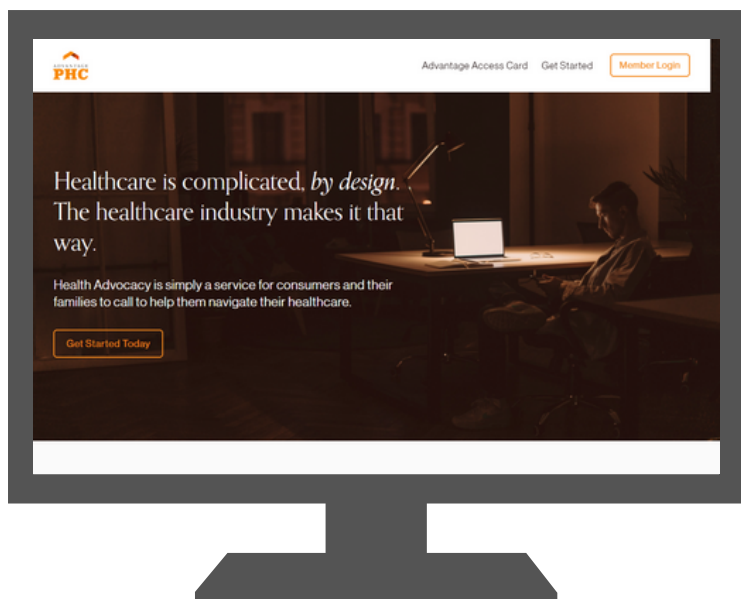 ADVANTAGE
PHC
Advantage Access Card
Get Started
Member Login
Healthcare is complicated, by design.
The healthcare industry makes it that
way.
Health Advocacy is simply a service for consumers and their
families to call to help them navigate their healthcare.
Get Started Today